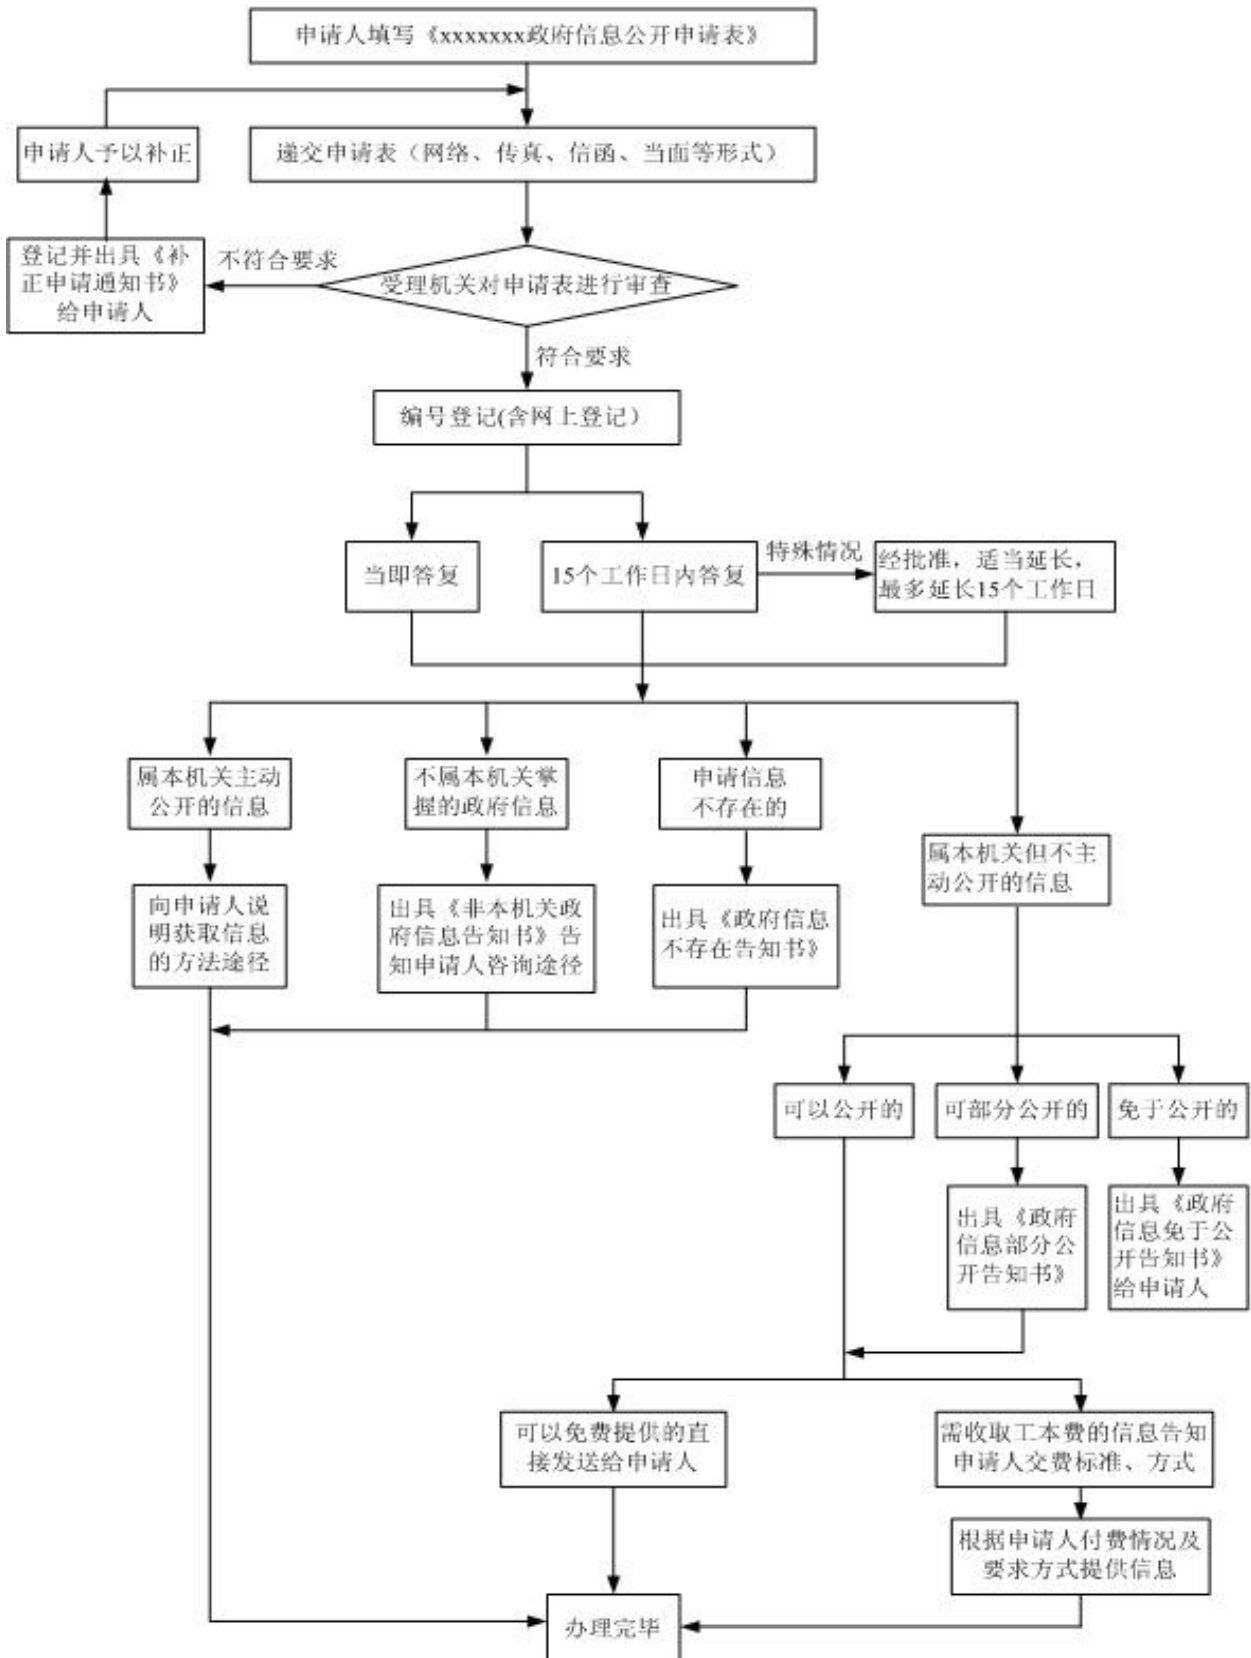 申请人填写《xxxxxxx政府信息公开申请表》
申请人予以补正
递交申请表（网络、传真、信函、当面等形式）
登记并出具《补
正申请通知书》
给申请人
不符合要求
受理机关对申请表进行审查
符合要求
编号登记(含网上登记）
当即答复
15个工作日内答复
特殊情况
经批准，适当延长，
最多延长15个工作日
属本机关主动
公开的信息
不属本机关掌
握的政府信息
申请信息
不存在的
属本机关但不主
动公开的信息
向申请人说
明获取信息
的方法途径
出具《非本机关政
府信息告知书》告
知申请人咨询途径
出具《政府信息
不存在告知书》
可以公开的
可部分公开的
免于公开的
出具《政府
信息部分公
开告知书》
出具《政府
信息免于公
开告知书》
给申请人
可以免费提供的直
接发送给申请人
需收取工本费的信息告知
申请人交费标准、方式
根据申请人付费情况及
要求方式提供信息
办理完毕